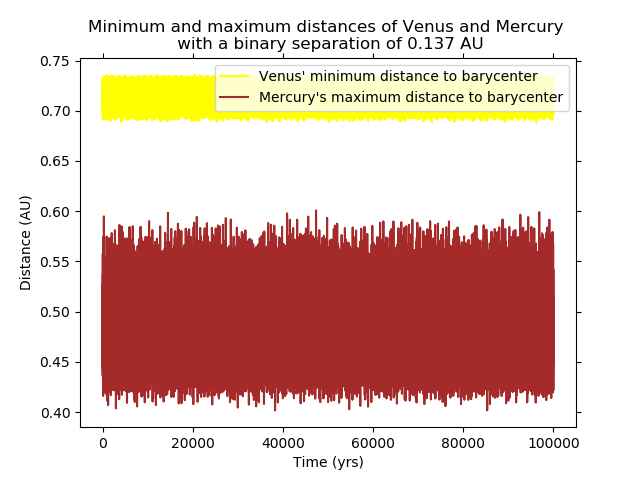 Minimum and maximum distances of Venus and Mercury
with a binary separation of 0.137 AU
Venus' minimum distance to barycenter
Mercury's maximum distance to barycenter
Distance (AU)
0.75
0.70
0.65
0.60
0.55
0.50
0.45
0.40
0 20000 40000 60000 80000 100000
Time (yrs)